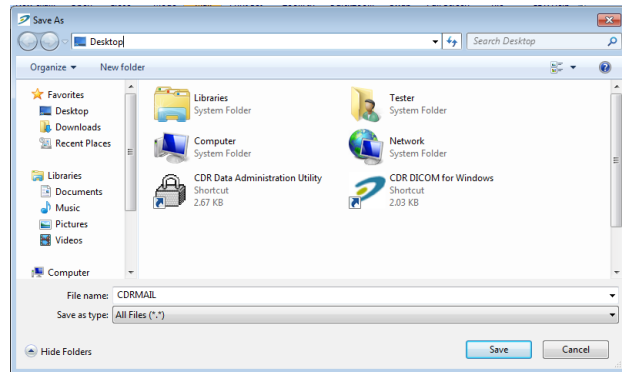 Save As
Desktop
Search Desktop
Organize
New folder
Favorites
Desktop
Downloads
Recent Places
Libraries
Documents
Music
Pictures
Videos
Computer
Libraries
System Folder
Tester
System Folder
Computer
System Folder
Network
System Folder
CDR Data Administration Utility
Shortcut
2.67 KB
CDR DICOM for Windows
Shortcut
2.03 KB
File name: CDRMAIL
Save as type: All Files (*.*)
Hide Folders
Save
Cancel